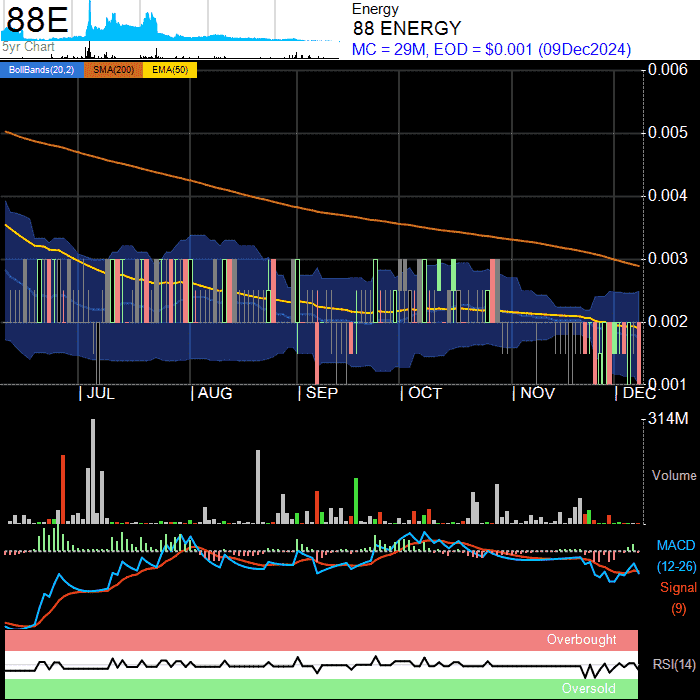 88E
5yr Chart
Energy
88 ENERGY
MC = 29M, EOD = $0.001 (09Dec2024)
BollBands(20,2) SMA(200) EMA(50)
0.006
0.005
0.004
0.003
0.002
0.001
JUL AUG SEP OCT NOV DEC
314M
Volume
MACD
(12-26)
Signal
(9)
Overbought
RSI(14)
Oversold